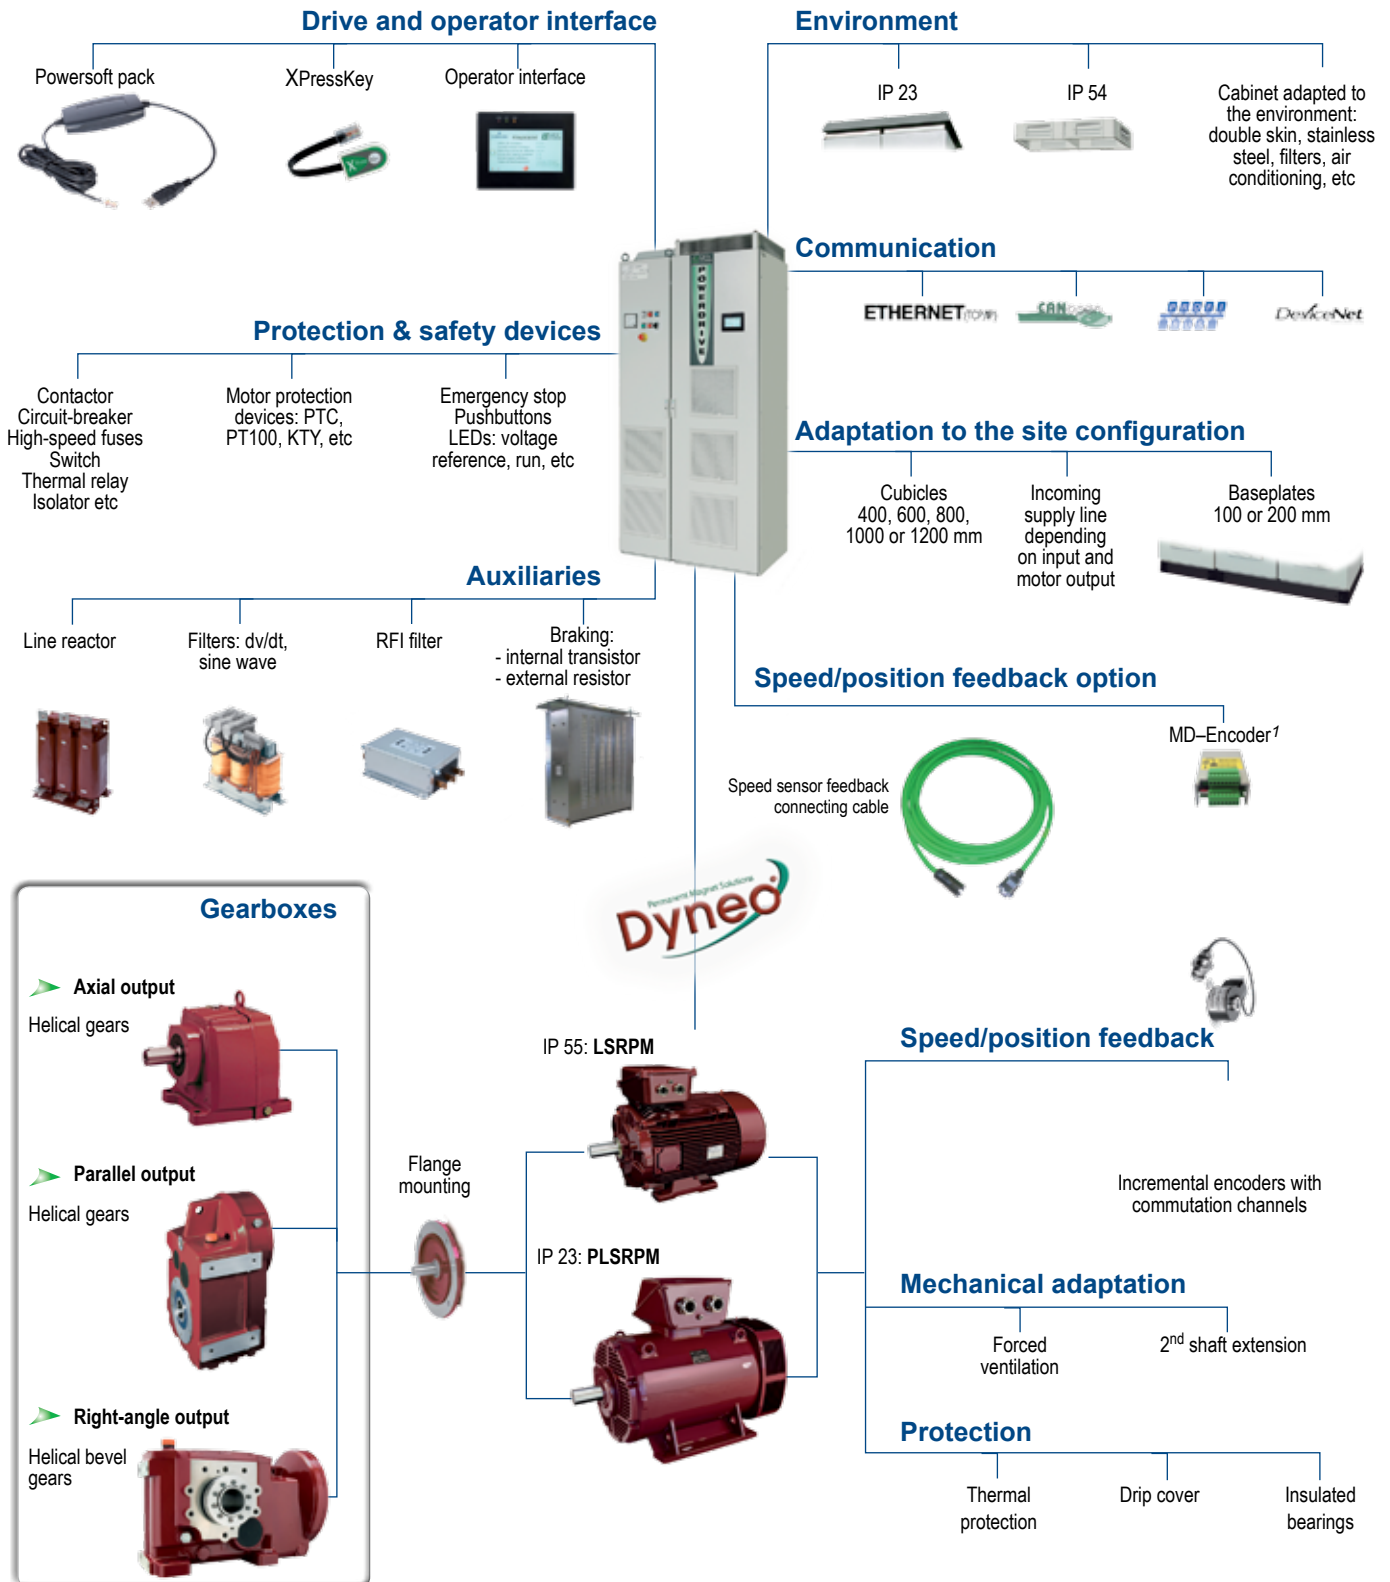 Drive and operator interface
Powersoft pack
XPressKey
Operator interface
Environment
IP 23
IP 54
Cabinet adapted to
the environment:
double skin, stainless
steel, filters, air
conditioning, etc
POWERDRIVE
Communication
ETHERNET (TCP/IP)
CANopen
DeviceNet
Protection & safety devices
Contactor
Circuit-breaker
High-speed fuses
Switch
Thermal relay
Isolator etc
Motor protection
devices: PTC,
PT100, KTY, etc
Emergency stop
Pushbuttons
LEDs: voltage
reference, run, etc
Adaptation to the site configuration
Cubicles
400, 600, 800,
1000 or 1200 mm
Incoming
supply line
depending
on input and
motor output
Baseplates
100 or 200 mm
Auxiliaries
Line reactor
Filters: dv/dt,
sine wave
RFI filter
Braking:
- internal transistor
- external resistor
Speed/position feedback option
MD–Encoder1
Speed sensor feedback
connecting cable
Permanent Magnet Solutions
Dyneo
Gearboxes
Axial output
Helical gears
Parallel output
Helical gears
Right-angle output
Helical bevel
gears
Flange
mounting
IP 55: LSRPM
IP 23: PLSRPM
Speed/position feedback
Incremental encoders with
commutation channels
Mechanical adaptation
Forced
ventilation
2nd shaft extension
Protection
Thermal
protection
Drip cover
Insulated
bearings